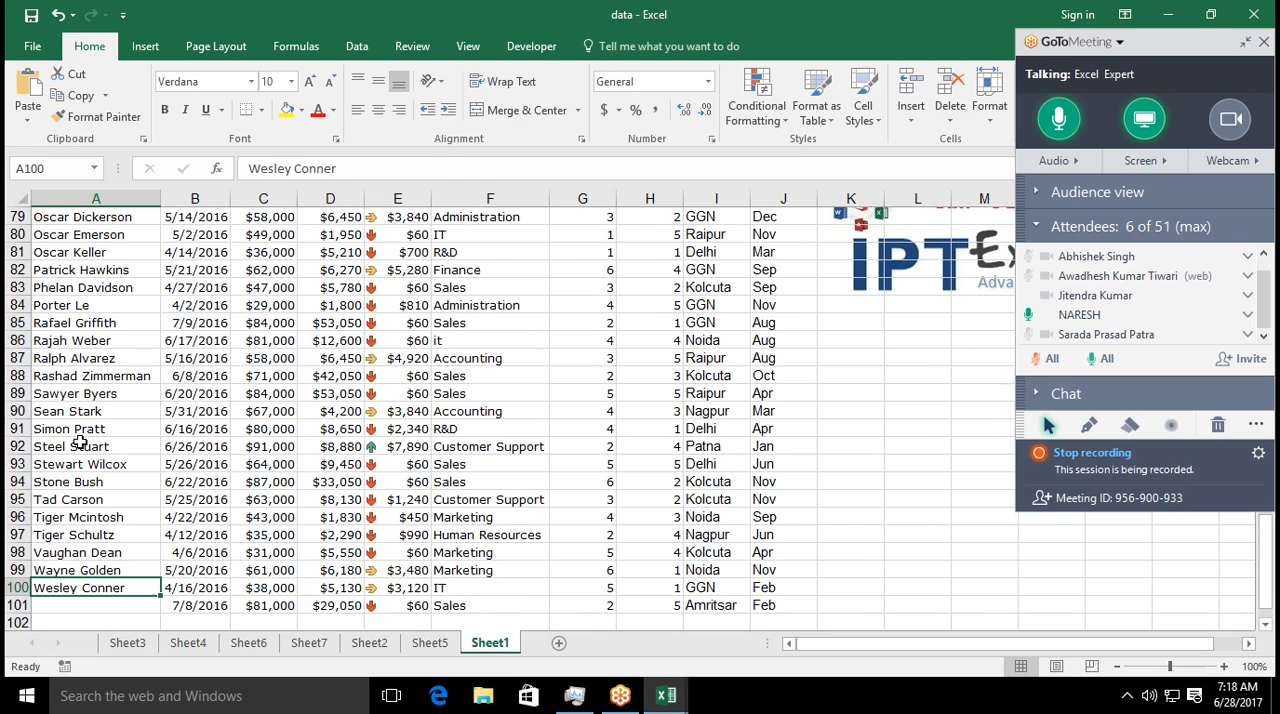 data - Excel
Sign in
File Home Insert Page Layout Formulas Data Review View Developer Tell me what you want to do
Paste
Cut
Copy
Format Painter
Clipboard
Verdana 10
B I U
Font
Wrap Text
Merge & Center
Alignment
General
$ % ,
Number
Conditional Formatting
Format as Table
Cell Styles
Styles
Insert Delete Format
Cells
A100 fx Wesley Conner
A B C D E F G H I J K L M
79 Oscar Dickerson 5/14/2016 $58,000 $6,450 $3,840 Administration 3 2 GGN Dec
80 Oscar Emerson 5/2/2016 $49,000 $1,950 $60 IT 1 5 Raipur Nov
81 Oscar Keller 4/14/2016 $36,000 $5,210 $700 R&D 1 1 Delhi Mar
82 Patrick Hawkins 5/21/2016 $62,000 $6,270 $5,280 Finance 6 4 GGN Sep
83 Phelan Davidson 4/27/2016 $47,000 $5,780 $60 Sales 3 2 Kolcuta Sep
84 Porter Le 4/2/2016 $29,000 $1,000 $810 Administration 4 5 GGN Nov
85 Rafael Griffith 7/9/2016 $84,000 $53,050 $60 Sales 2 1 GGN Aug
86 Rajah Weber 6/17/2016 $81,000 $12,600 $60 it 4 4 Noida Aug
87 Ralph Alvarez 5/16/2016 $58,000 $6,450 $4,920 Accounting 3 5 Raipur Aug
88 Rashad Zimmerman 6/8/2016 $71,000 $42,050 $60 Sales 2 3 Kolcuta Oct
89 Sawyer Byers 6/20/2016 $84,000 $53,050 $60 Sales 5 5 Raipur Apr
90 Sean Stark 5/31/2016 $67,000 $4,200 $3,840 Accounting 4 3 Nagpur Mar
91 Simon Pratt 6/16/2016 $80,000 $8,950 $2,340 R&D 4 1 Delhi Apr
92 Steel Stuart 6/26/2016 $91,000 $8,880 $7,890 Customer Support 2 4 Patna Jan
93 Stewart Wilcox 5/26/2016 $64,000 $9,450 $60 Sales 5 5 Delhi Jun
94 Stone Bush 6/22/2016 $87,000 $33,050 $60 Sales 6 2 Kolcuta Nov
95 Tad Carson 5/25/2016 $63,000 $8,130 $1,240 Customer Support 3 2 Kolcuta Nov
96 Tiger Mcintosh 4/22/2016 $43,000 $1,830 $450 Marketing 4 3 Noida Sep
97 Tiger Schultz 4/12/2016 $35,000 $2,290 $990 Human Resources 2 4 Nagpur Jun
98 Vaughan Dean 4/6/2016 $31,000 $5,550 $60 Marketing 5 4 Kolcuta Apr
99 Wayne Golden 5/20/2016 $61,000 $6,180 $3,480 Marketing 6 1 Noida Nov
100 Wesley Conner 4/16/2016 $38,000 $5,130 $3,120 IT 5 1 GGN Feb
101 7/8/2016 $81,000 $29,050 $60 Sales 2 5 Amritsar Feb
102
IPT
Adva
GoToMeeting
Talking: Excel Expert
Audio Screen Webcam
Audience view
Attendees: 6 of 51 (max)
Abhishek Singh
Awadhesh Kumar Tiwari (web)
Jitendra Kumar
NARESH
Sarada Prasad Patra
All All Invite
Chat
Stop recording
This session is being recorded.
Meeting ID: 956-900-933
Sheet3 Sheet4 Sheet6 Sheet7 Sheet2 Sheet5 Sheet1
Ready
100%
Search the web and Windows
7:18 AM
6/28/2017